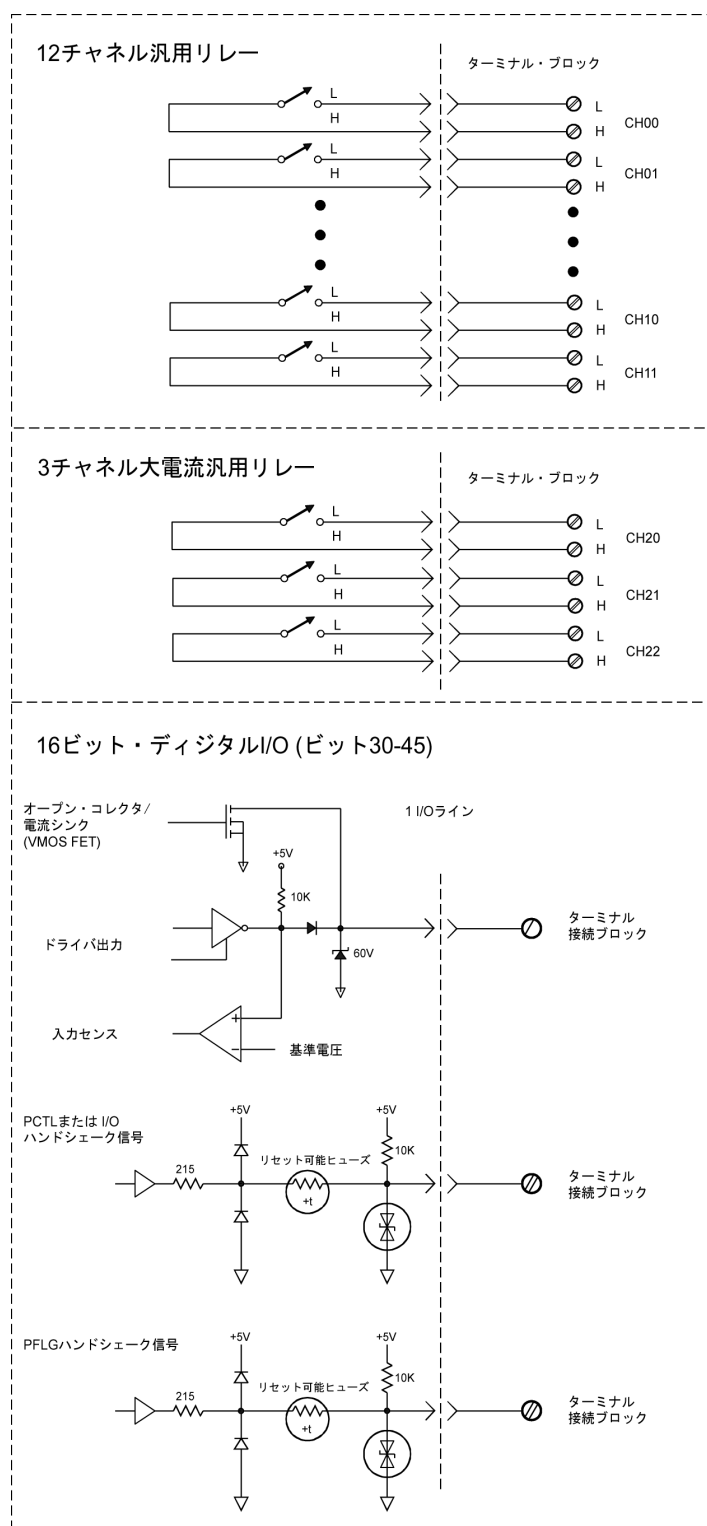 12チャネル汎用リレー
ターミナル・ブロック
L
H
L
H
CH00
L
H
L
H
CH01
L
H
L
H
CH10
L
H
L
H
CH11
3チャネル大電流汎用リレー
ターミナル・ブロック
L
H
L
H
CH20
L
H
L
H
CH21
L
H
L
H
CH22
16ビット・ディジタルI/O (ビット30-45)
オープン・コレクタ/
電流シンク
(VMOS FET)
1 I/Oライン
+5V
10K
ドライバ出力
60V
ターミナル
接続ブロック
入力センス
+
−
基準電圧
PCTLまたは I/O
ハンドシェーク信号
+5V
+5V
215
リセット可能ヒューズ
+t
10K
ターミナル
接続ブロック
PFLGハンドシェーク信号
+5V
+5V
215
リセット可能ヒューズ
+t
10K
ターミナル
接続ブロック